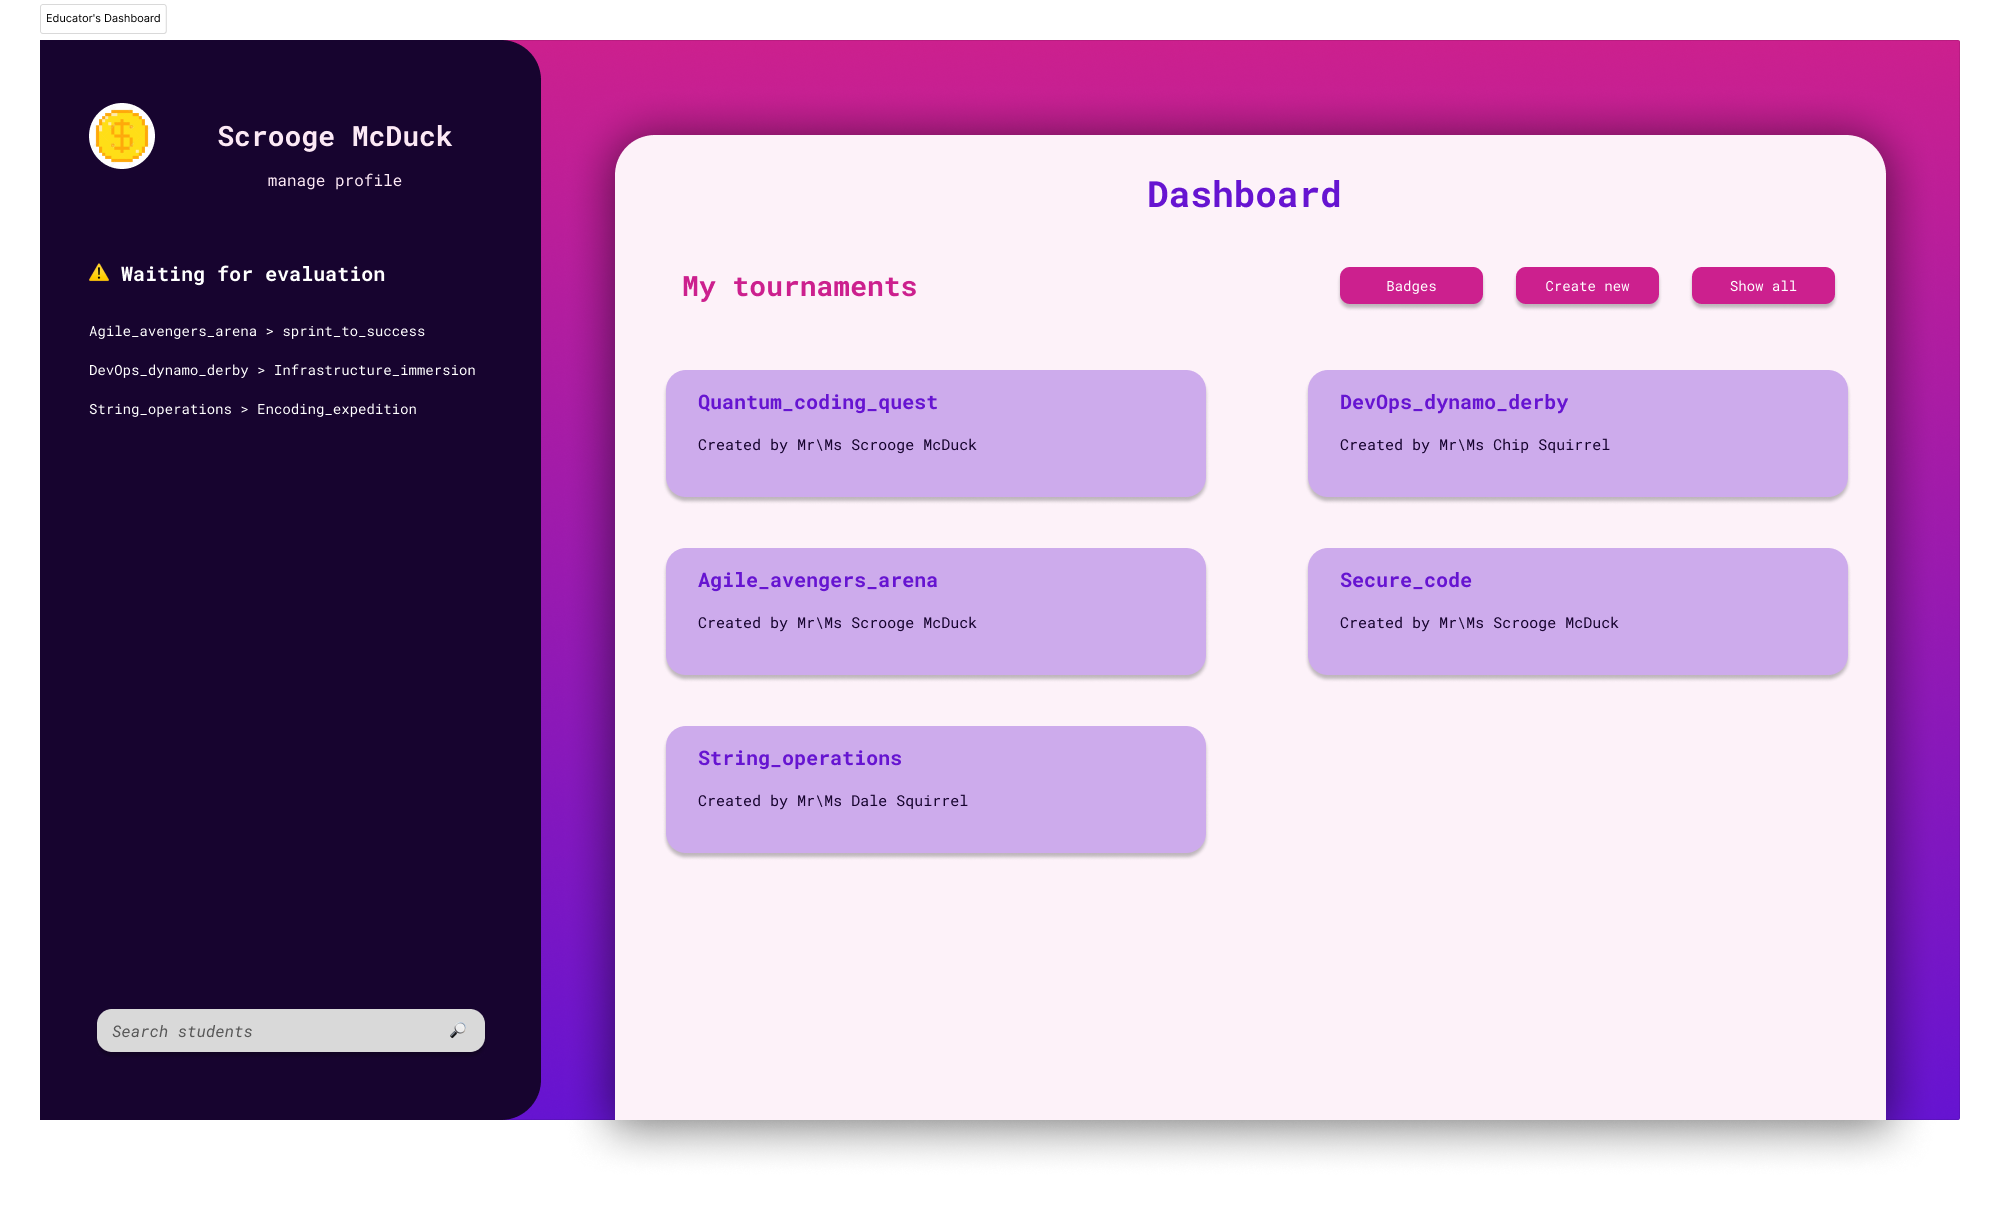 Educator's Dashboard
Scrooge McDuck
manage profile
Waiting for evaluation
Agile_avengers_arena > sprint_to_success
DevOps_dynamo_derby > Infrastructure_immersion
String_operations > Encoding_expedition
Search students
Dashboard
My tournaments
Badges
Create new
Show all
Quantum_coding_quest
Created by Mr\Ms Scrooge McDuck
DevOps_dynamo_derby
Created by Mr\Ms Chip Squirrel
Agile_avengers_arena
Created by Mr\Ms Scrooge McDuck
Secure_code
Created by Mr\Ms Scrooge McDuck
String_operations
Created by Mr\Ms Dale Squirrel